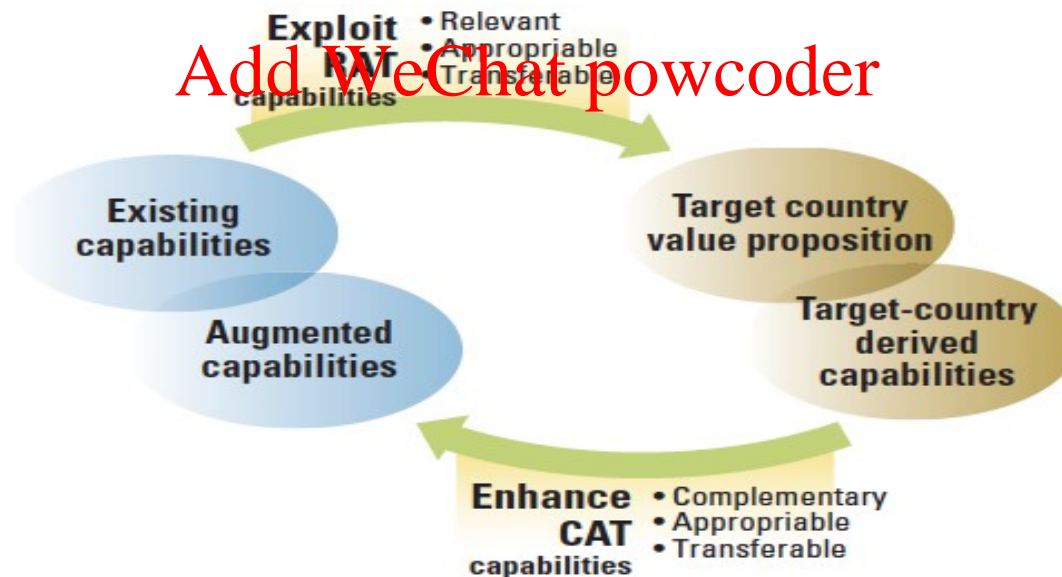 Exploit
RAT
capabilities
• Relevant
• Appropriable
• Transferable
Add WeChat powcoder
Existing
capabilities
Augmented
capabilities
Target country
value proposition
Target-country
derived
capabilities
Enhance
CAT
capabilities
• Complementary
• Appropriable
• Transferable